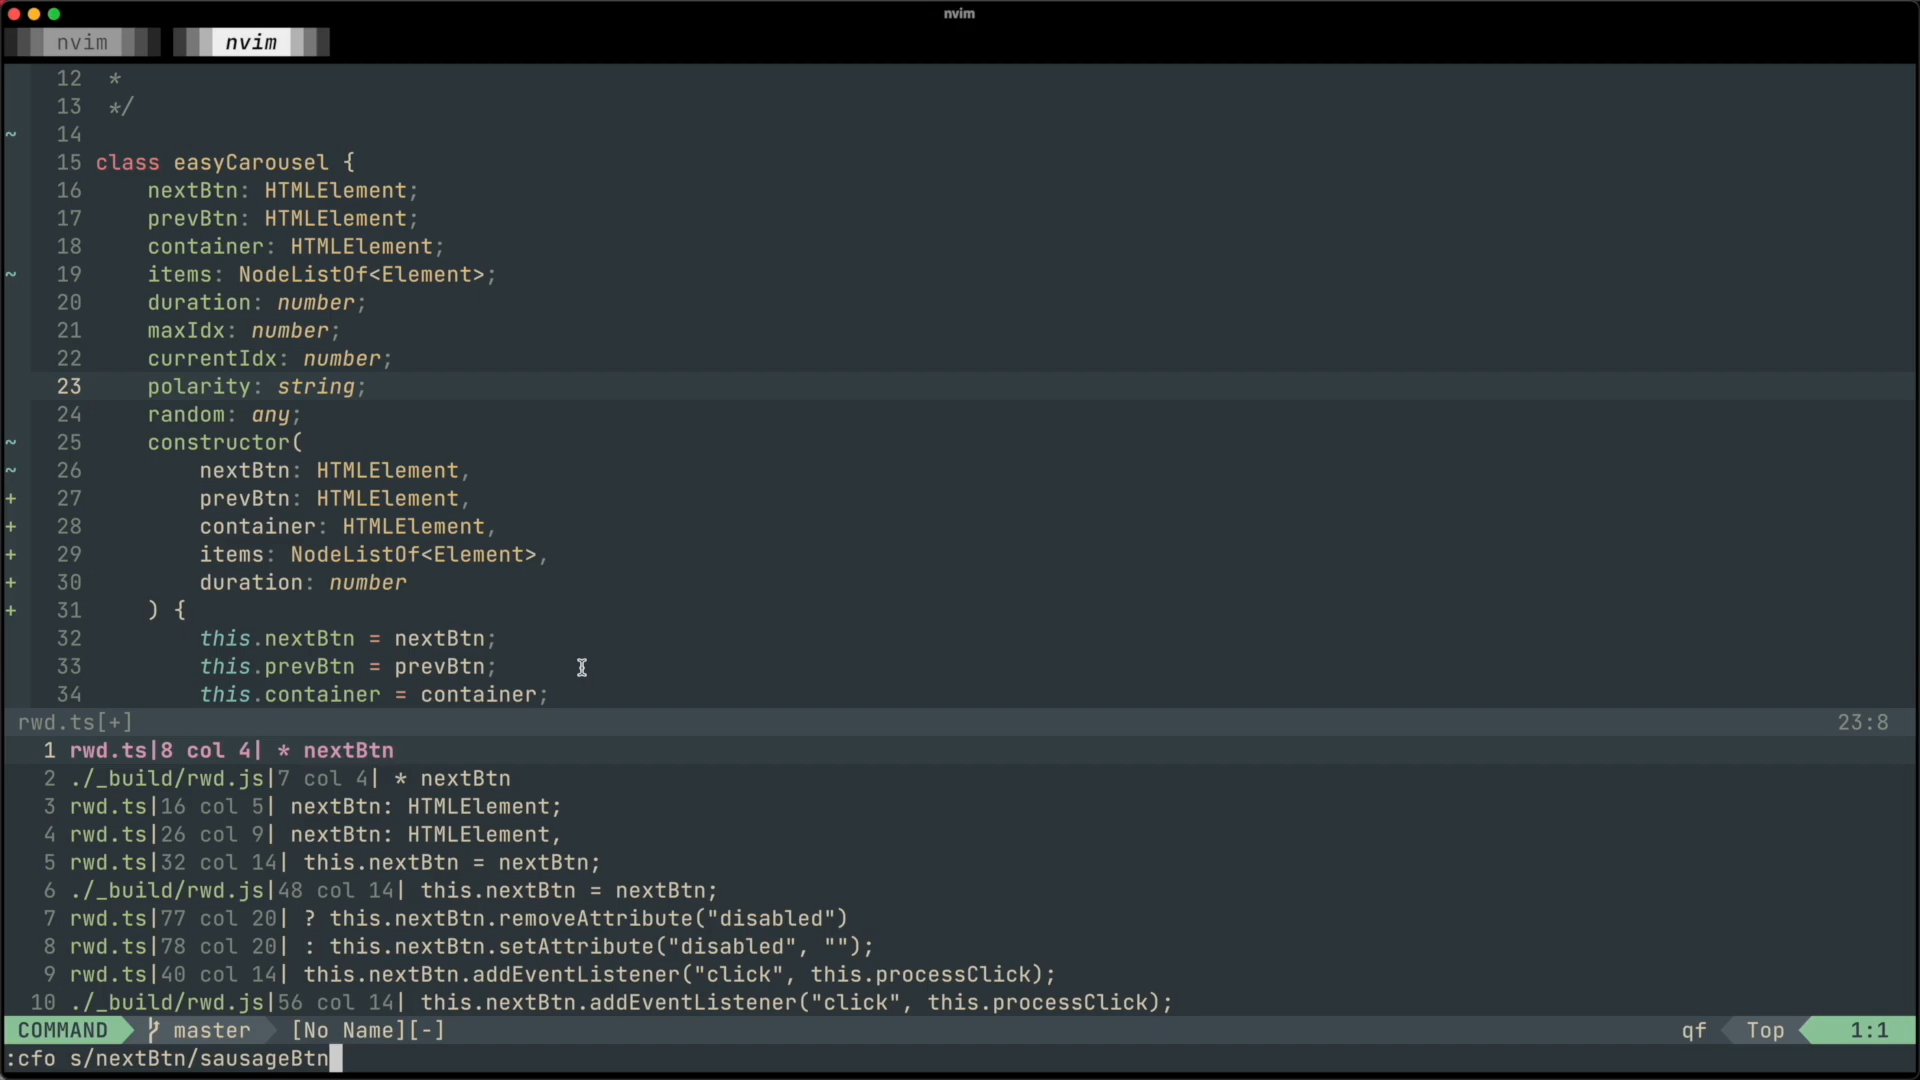 nvim
nvim nvim
12  *
13  */
~ 14
15 class easyCarousel {
16     nextBtn: HTMLElement;
17     prevBtn: HTMLElement;
18     container: HTMLElement;
~ 19     items: NodeListOf<Element>;
20     duration: number;
21     maxIdx: number;
22     currentIdx: number;
23     polarity: string;
24     random: any;
~ 25     constructor(
~ 26         nextBtn: HTMLElement,
+ 27         prevBtn: HTMLElement,
+ 28         container: HTMLElement,
+ 29         items: NodeListOf<Element>,
+ 30         duration: number
+ 31     ) {
32         this.nextBtn = nextBtn;
33         this.prevBtn = prevBtn;
34         this.container = container;
rwd.ts[+] 23:8
1 rwd.ts|8 col 4| * nextBtn
2 ./_build/rwd.js|7 col 4| * nextBtn
3 rwd.ts|16 col 5| nextBtn: HTMLElement;
4 rwd.ts|26 col 9| nextBtn: HTMLElement,
5 rwd.ts|32 col 14| this.nextBtn = nextBtn;
6 ./_build/rwd.js|48 col 14| this.nextBtn = nextBtn;
7 rwd.ts|77 col 20| ? this.nextBtn.removeAttribute("disabled")
8 rwd.ts|78 col 20| : this.nextBtn.setAttribute("disabled", "");
9 rwd.ts|40 col 14| this.nextBtn.addEventListener("click", this.processClick);
10 ./_build/rwd.js|56 col 14| this.nextBtn.addEventListener("click", this.processClick);
COMMAND master [No Name][-] qf Top 1:1
:cfo s/nextBtn/sausageBtn